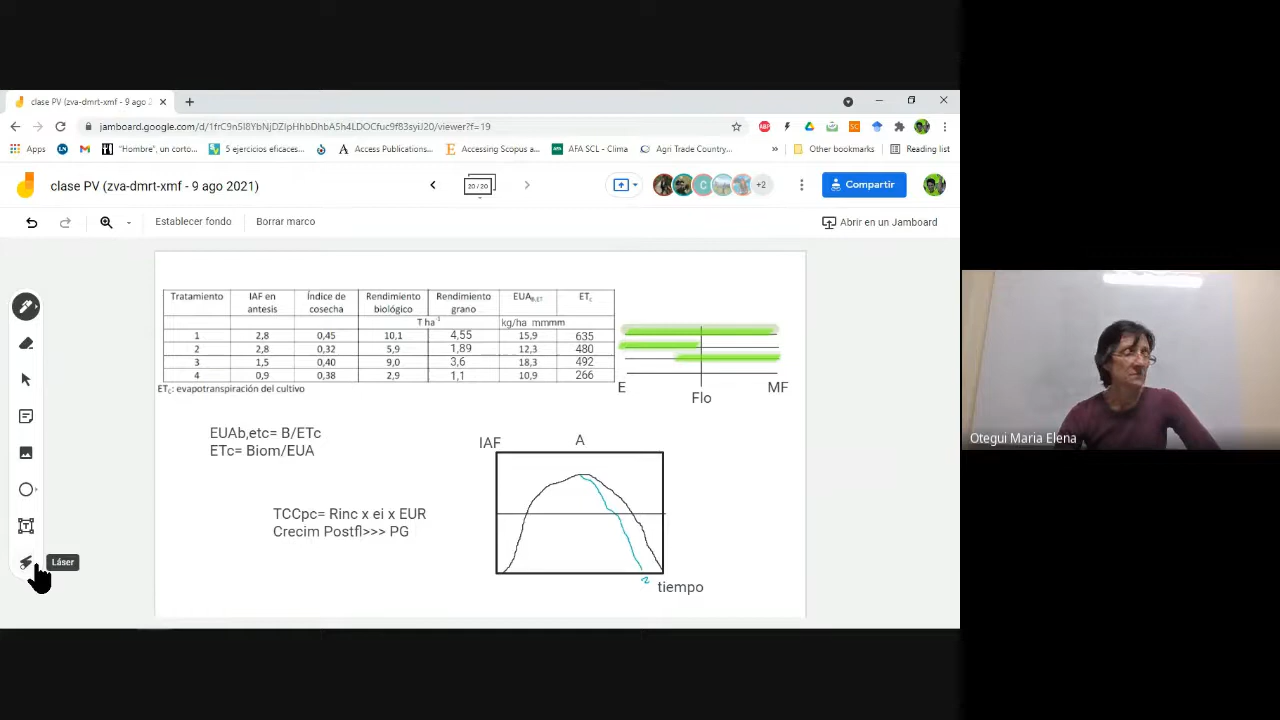 clase PV (zva-dmrt-xmf - 9 ago 2
jamboard.google.com/d/
/viewer?f=19
Apps
"Hombre", un corto...
5 ejercicios eficaces...
Access Publications...
Accessing Scopus a...
AFA SCL - Clima
Agri Trade Country...
»
Other bookmarks
Reading list
clase PV (zva-dmrt-xmf - 9 ago 2021)
20 / 20
C
+2
Compartir
Establecer fondo
Borrar marco
Abrir en un Jamboard
Tratamiento IAF en antesis Índice de cosecha Rendimiento biológico Rendimiento grano EUAB,ET ETc
T ha-1 kg/ha mmmm
1 2,8 0,45 10,1 4,55 15,9 635
2 2,8 0,32 5,9 1,89 12,3 480
3 1,5 0,40 9,0 3,6 18,3 492
4 0,9 0,38 2,9 1,1 10,9 266
ETc: evapotranspiración del cultivo
E
Flo
MF
EUAb,etc= B/ETc
ETc= Biom/EUA
IAF
A
TCCpc= Rinc x ei x EUR
Crecim Postfl>>> PG
2
tiempo
Láser
Otegui Maria Elena